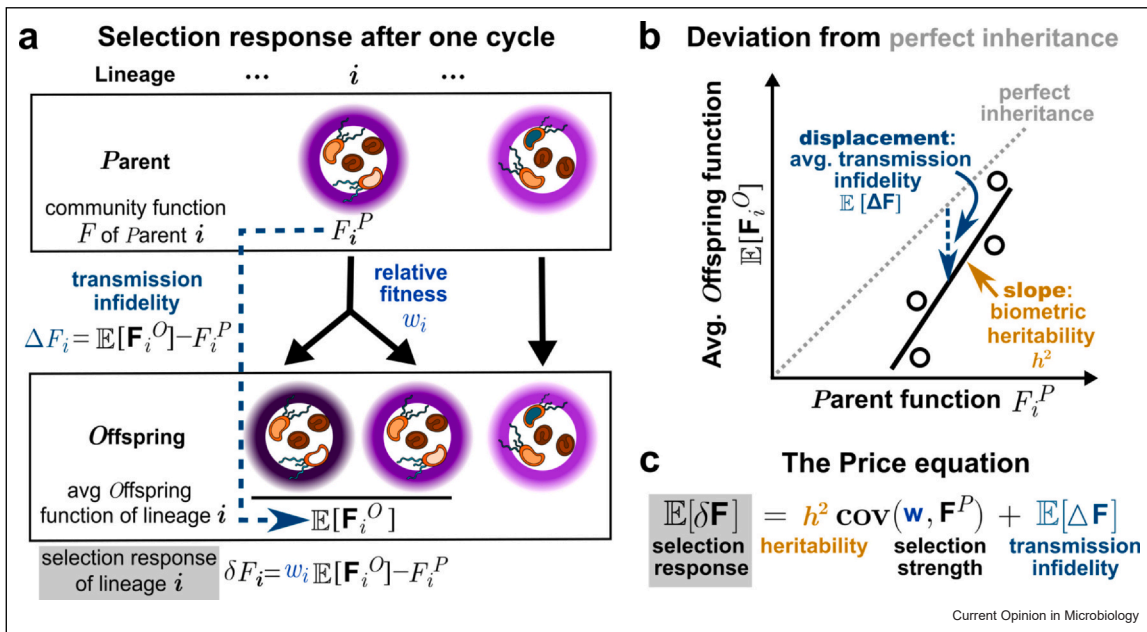 a Selection response after one cycle
Lineage ... i ...
Parent
community function
F of Parent i
F_i^P
transmission
infidelity
ΔF_i = 𝔼[F_i^O]−F_i^P
relative
fitness
w_i
Offspring
avg Offspring
function of lineage i
𝔼[F_i^O]
selection response
of lineage i
δF_i = w_i 𝔼[F_i^O]−F_i^P
b Deviation from perfect inheritance
Avg. Offspring function
𝔼[F_i^O]
perfect
inheritance
displacement:
avg. transmission
infidelity
𝔼 [ΔF]
slope:
biometric
heritability
h²
Parent function F_i^P
c The Price equation
𝔼[δF] = h² cov(w, F^P) + 𝔼[△F]
selection
response
heritability
selection
strength
transmission
infidelity
Current Opinion in Microbiology